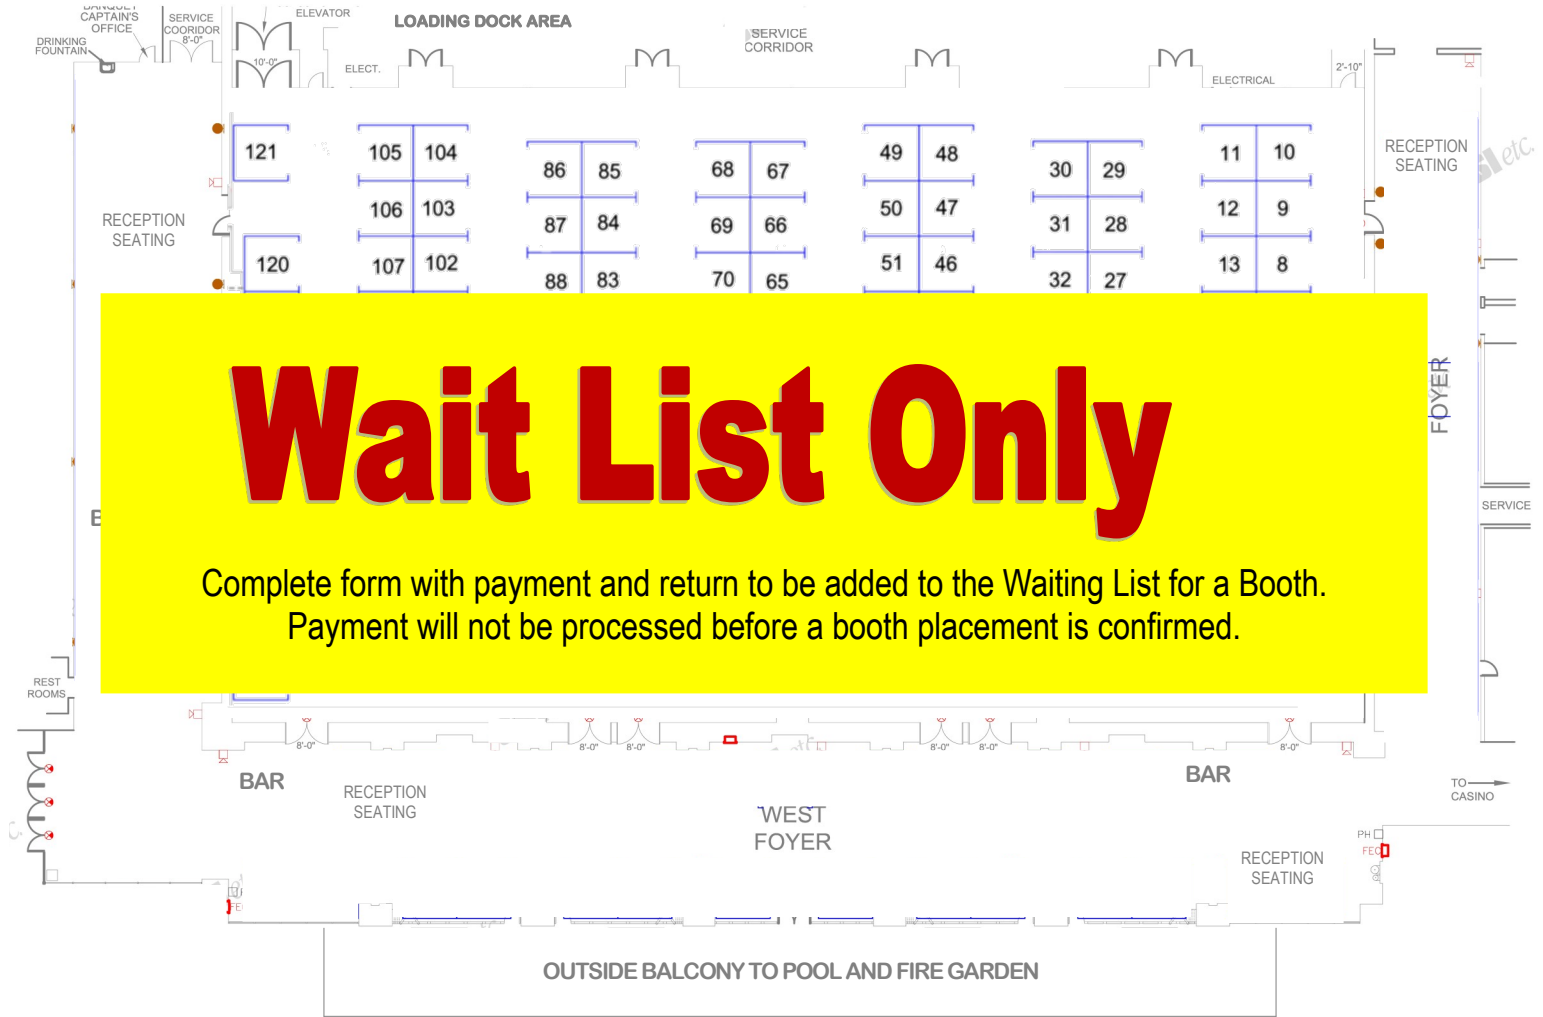 BANQUET
CAPTAIN'S
OFFICE
SERVICE
COORIDOR
8'-0"
ELEVATOR
LOADING DOCK AREA
SERVICE
CORRIDOR
DRINKING
FOUNTAIN
10'-0"
ELECT.
ELECTRICAL
2'-10"
121
105 104
86 85
68 67
49 48
30 29
11 10
RECEPTION
SEATING
etc.
106 103
87 84
69 66
50 47
31 28
12 9
RECEPTION
SEATING
120
107 102
88 83
70 65
51 46
32 27
13 8
FOYER
Wait List Only
SERVICE
Complete form with payment and return to be added to the Waiting List for a Booth.
Payment will not be processed before a booth placement is confirmed.
REST
ROOMS
8'-0"
8'-0"
8'-0"
8'-0"
8'-0"
8'-0"
BAR
RECEPTION
SEATING
WEST
FOYER
BAR
TO
CASINO
PH
FEC
RECEPTION
SEATING
OUTSIDE BALCONY TO POOL AND FIRE GARDEN